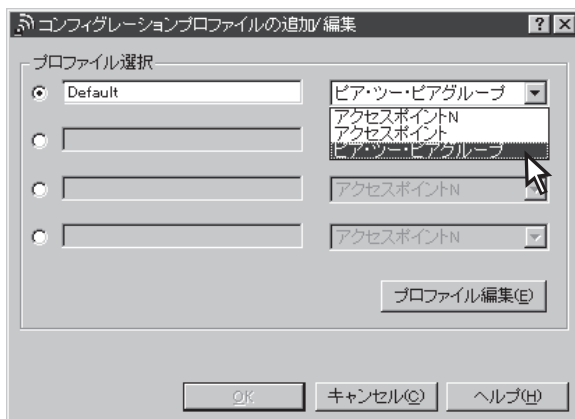 コンフィグレーションプロファイルの追加/編集
プロファイル選択
Default
ピア・ツー・ピアグループ
アクセスポイントN
アクセスポイント
ピア・ツー・ピアグループ
アクセスポイントN
アクセスポイントN
プロファイル編集(E)
OK
キャンセル(C)
ヘルプ(H)